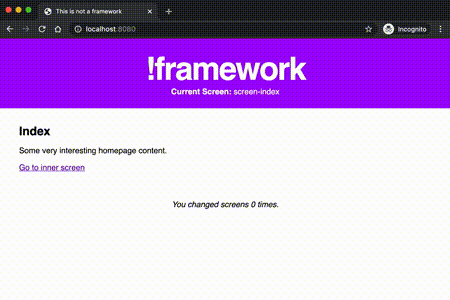 This is not a framework
localhost:8080
Incognito
!framework
Current Screen: screen-index
Index
Some very interesting homepage content.
Go to inner screen
You changed screens 0 times.